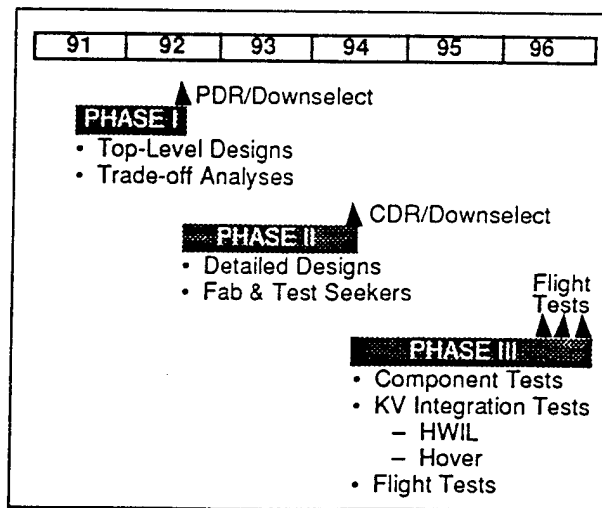 91 92 93 94 95 96
PDR/Downselect
PHASE I
• Top-Level Designs
• Trade-off Analyses
CDR/Downselect
PHASE II
• Detailed Designs
• Fab & Test Seekers
Flight
Tests
PHASE III
• Component Tests
• KV Integration Tests
– HWIL
– Hover
• Flight Tests